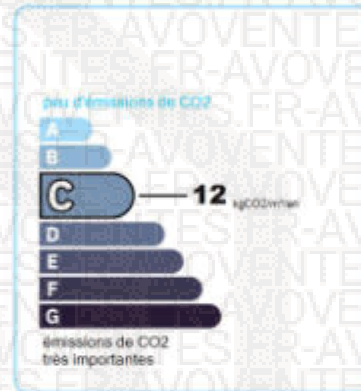 peu d'émissions de CO2
A
B
C 12 kgCO2/m²/an
D
E
F
G
émissions de CO2
très importantes